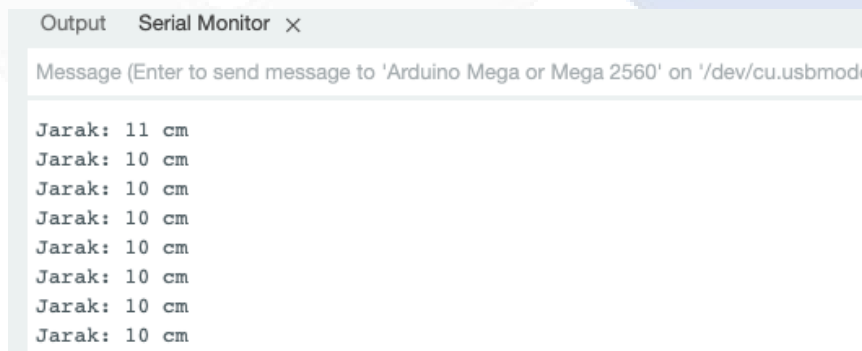 Output Serial Monitor
Message (Enter to send message to 'Arduino Mega or Mega 2560' on '/dev/cu.usbmod
Jarak: 11 cm
Jarak: 10 cm
Jarak: 10 cm
Jarak: 10 cm
Jarak: 10 cm
Jarak: 10 cm
Jarak: 10 cm
Jarak: 10 cm